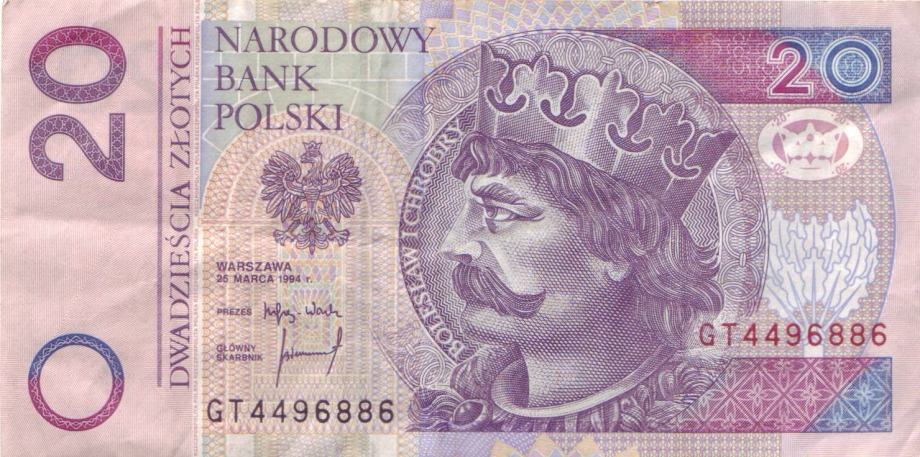 20
DWADZIEŚCIA ZŁOTYCH
NARODOWY
BANK
POLSKI
20
BOLESŁAW I CHROBRY
WARSZAWA
25 MARCA 1994 r.
PREZES
GŁÓWNY
SKARBNIK
GT4496886
GT4496886